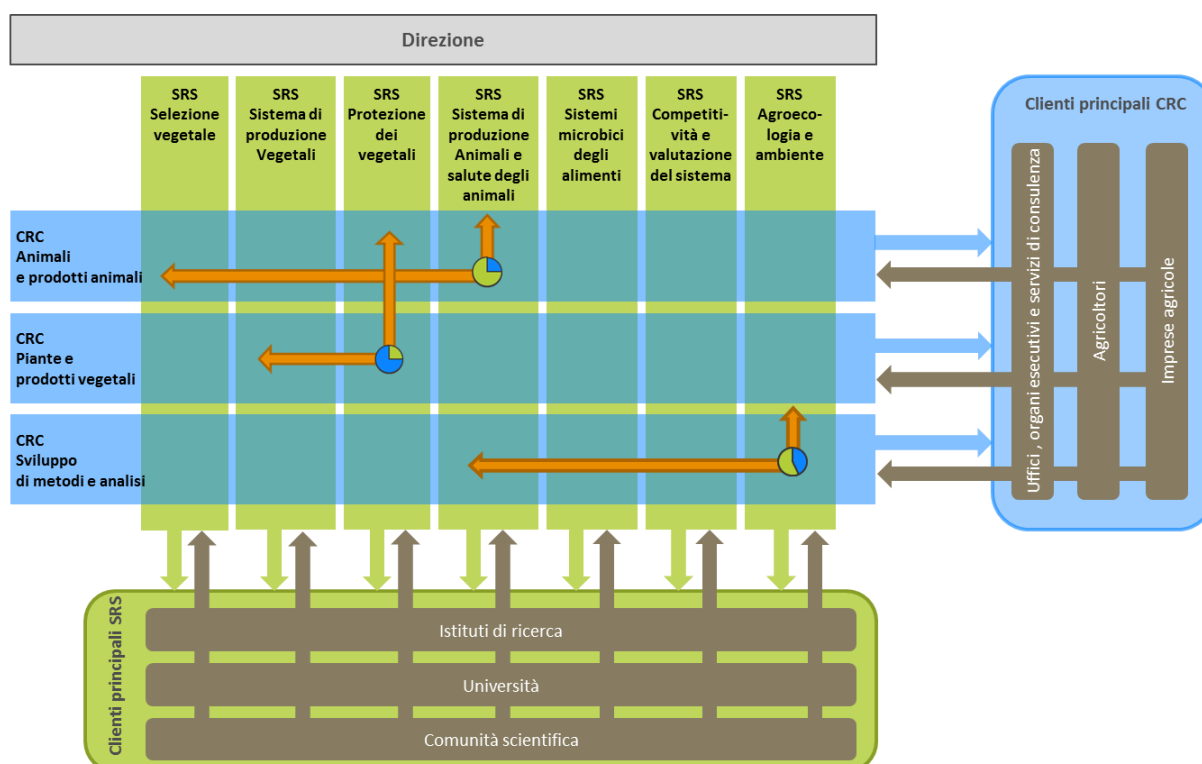 Direzione
SRS
Selezione
vegetale
SRS
Sistema di
produzione
Vegetali
SRS
Protezione
dei
vegetali
SRS
Sistema di
produzione
Animali e
salute degli
animali
SRS
Sistemi
microbici
degli
alimenti
SRS
Competiti-
vità e
valutazione
del sistema
SRS
Agroeco-
logia e
ambiente
CRC
Animali
e prodotti animali
CRC
Piante e
prodotti vegetali
CRC
Sviluppo
di metodi e analisi
Clienti principali CRC
Uffici , organi esecutivi e servizi di consulenza
Agricoltori
Imprese agricole
Clienti principali SRS
Istituti di ricerca
Università
Comunità scientifica